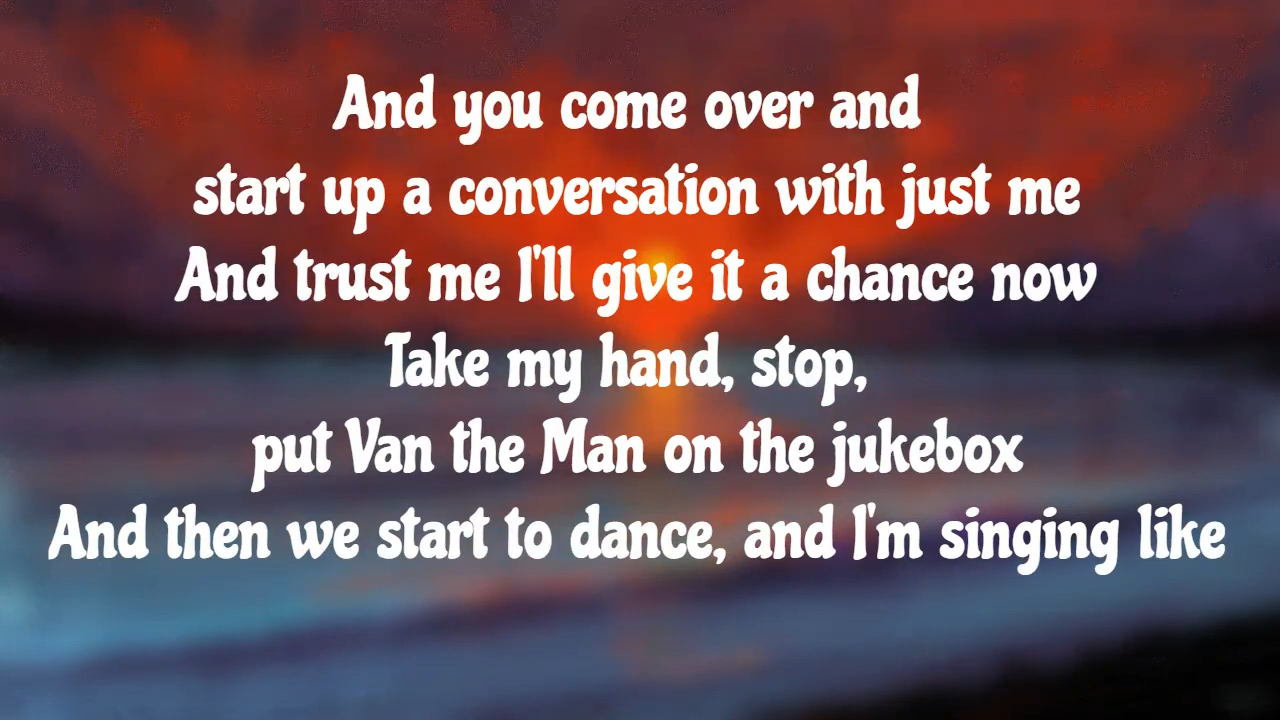 And you come over and
start up a conversation with just me
And trust me I'll give it a chance now
Take my hand, stop,
put Van the Man on the jukebox
And then we start to dance, and I'm singing like